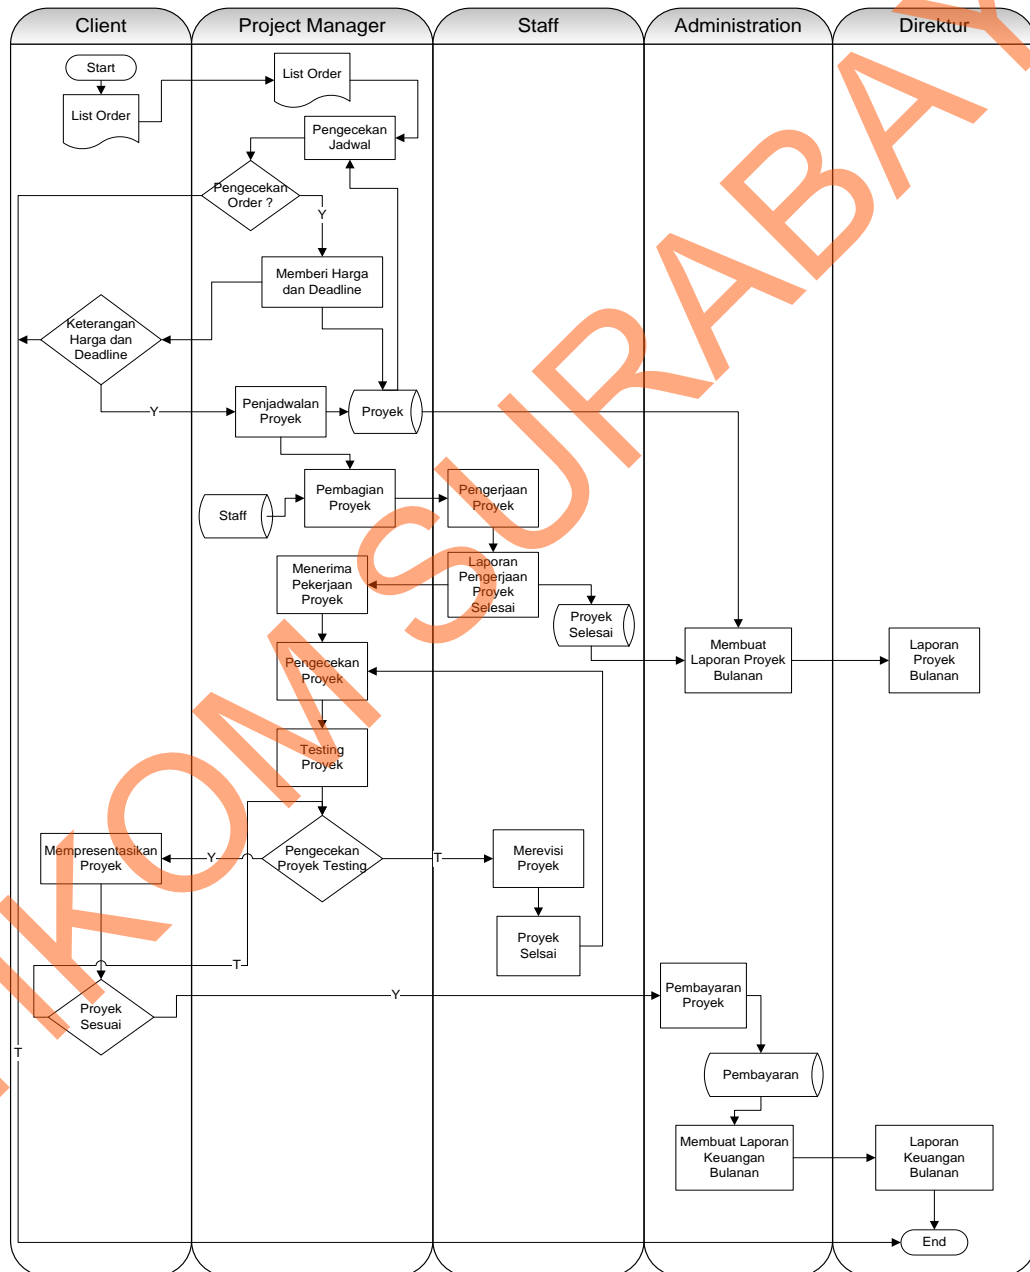 Client
Project Manager
Staff
Administration
Direktur
Start
List Order
List Order
Pengecekan
Jadwal
Pengecekan
Order ?
Y
Memberi Harga
dan Deadline
Keterangan
Harga dan
Deadline
Y
Penjadwalan
Proyek
Proyek
Staff
Pembagian
Proyek
Pengerjaan
Proyek
Menerima
Pekerjaan
Proyek
Laporan
Pengerjaan
Proyek
Selesai
Proyek
Selesai
Membuat
Laporan Proyek
Bulanan
Laporan
Proyek
Bulanan
Pengecekan
Proyek
Testing
Proyek
Mempresentasikan
Proyek
Y
Pengecekan
Proyek Testing
T
Merevisi
Proyek
Proyek
Selsai
T
Proyek
Sesuai
Y
Pembayaran
Proyek
T
Pembayaran
Membuat Laporan
Keuangan
Bulanan
Laporan
Keuangan
Bulanan
End
IKOM SURABAY